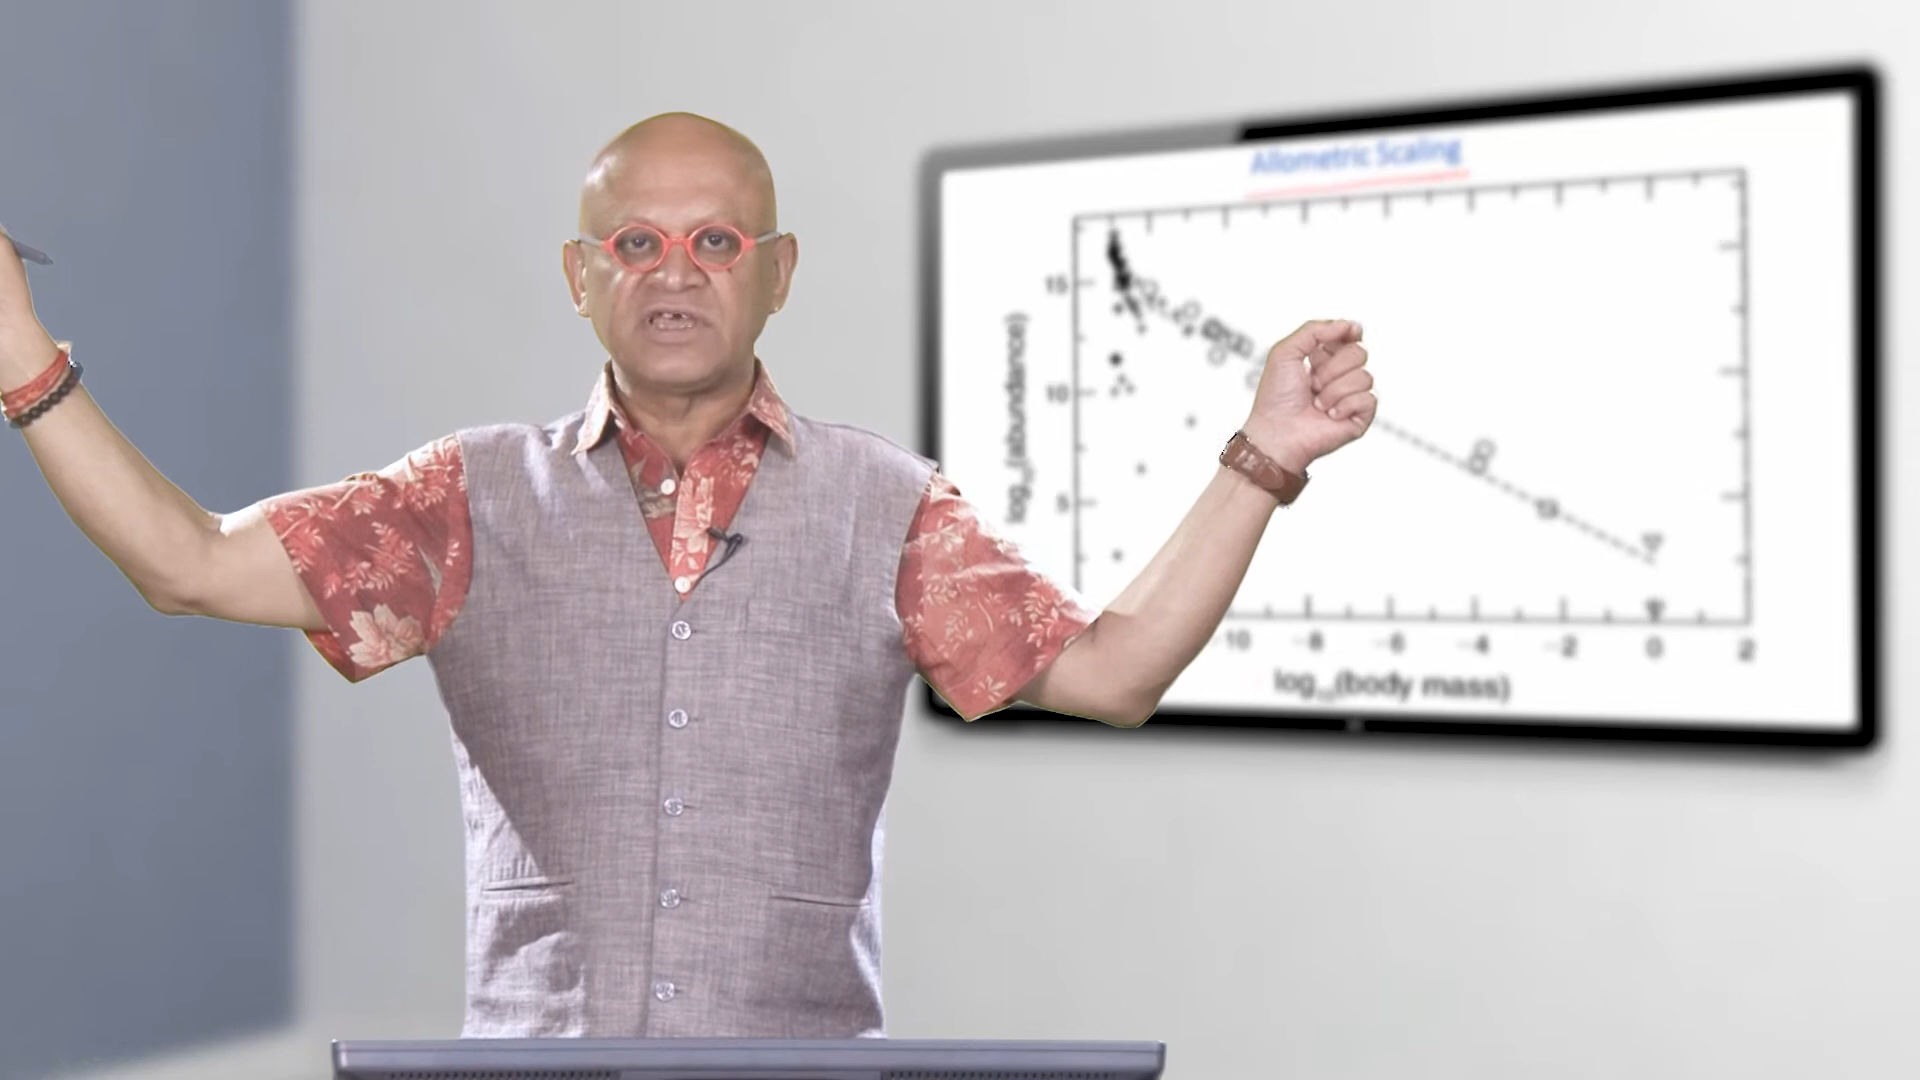 Allometric Scaling
15
10
5
log₁₀(abundance)
-10 -8 -6 -4 -2 0 2
log₁₀(body mass)